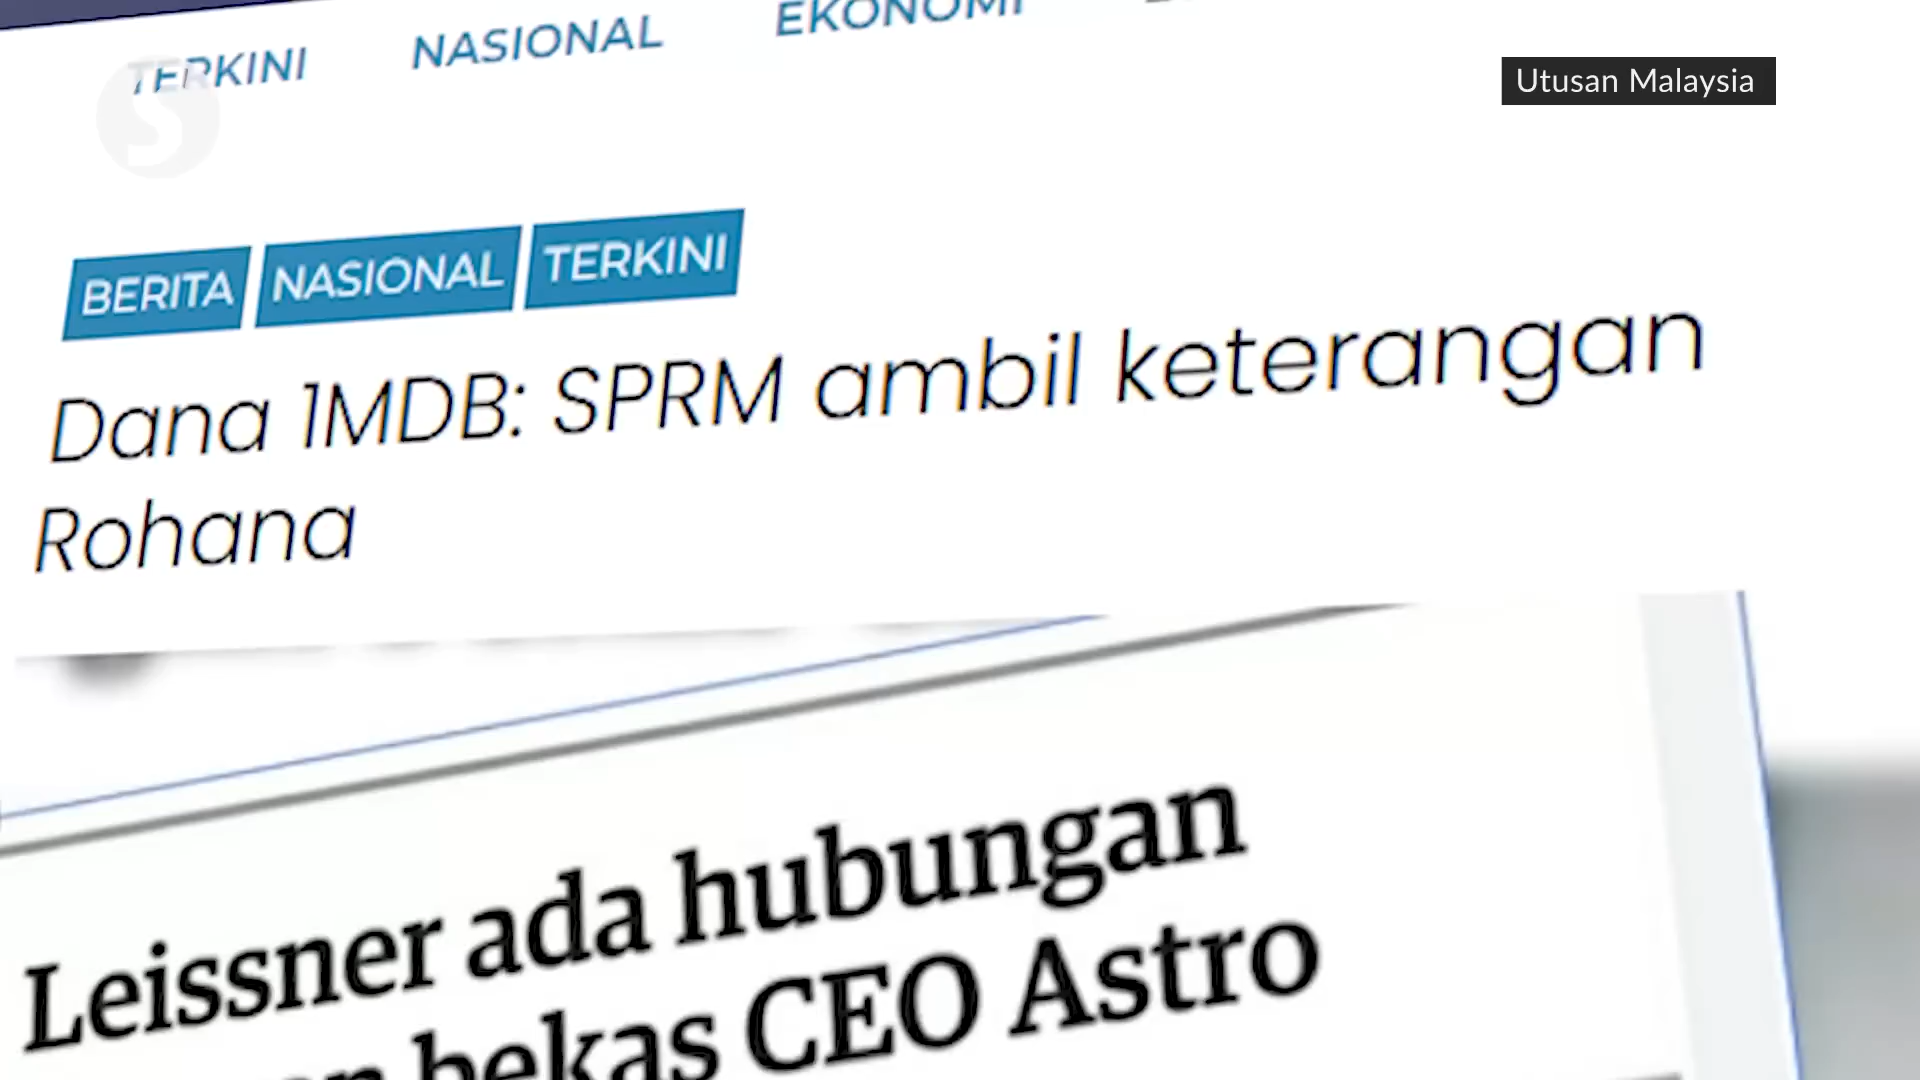 TERKINI NASIONAL EKONOMI
Utusan Malaysia
BERITA NASIONAL TERKINI
Dana 1MDB: SPRM ambil keterangan
Rohana
Leissner ada hubungan
bekas CEO Astro